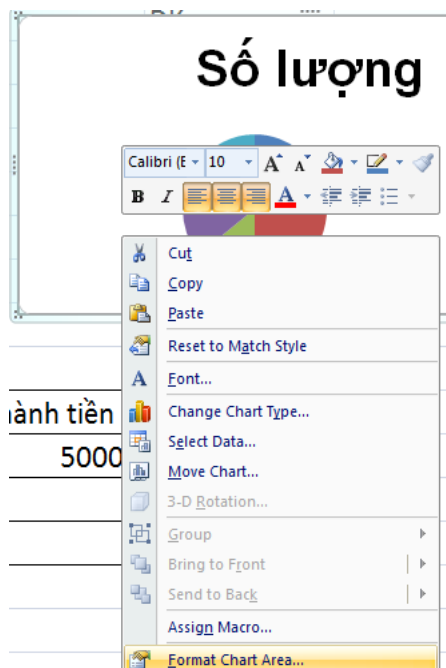 Số lượng
Calibri (E 10 A A
B I A
Cut
Copy
Paste
Reset to Match Style
A Font...
Change Chart Type...
Select Data...
Move Chart...
3-D Rotation...
Group
Bring to Front
Send to Back
Assign Macro...
Format Chart Area...
ành tiền
5000